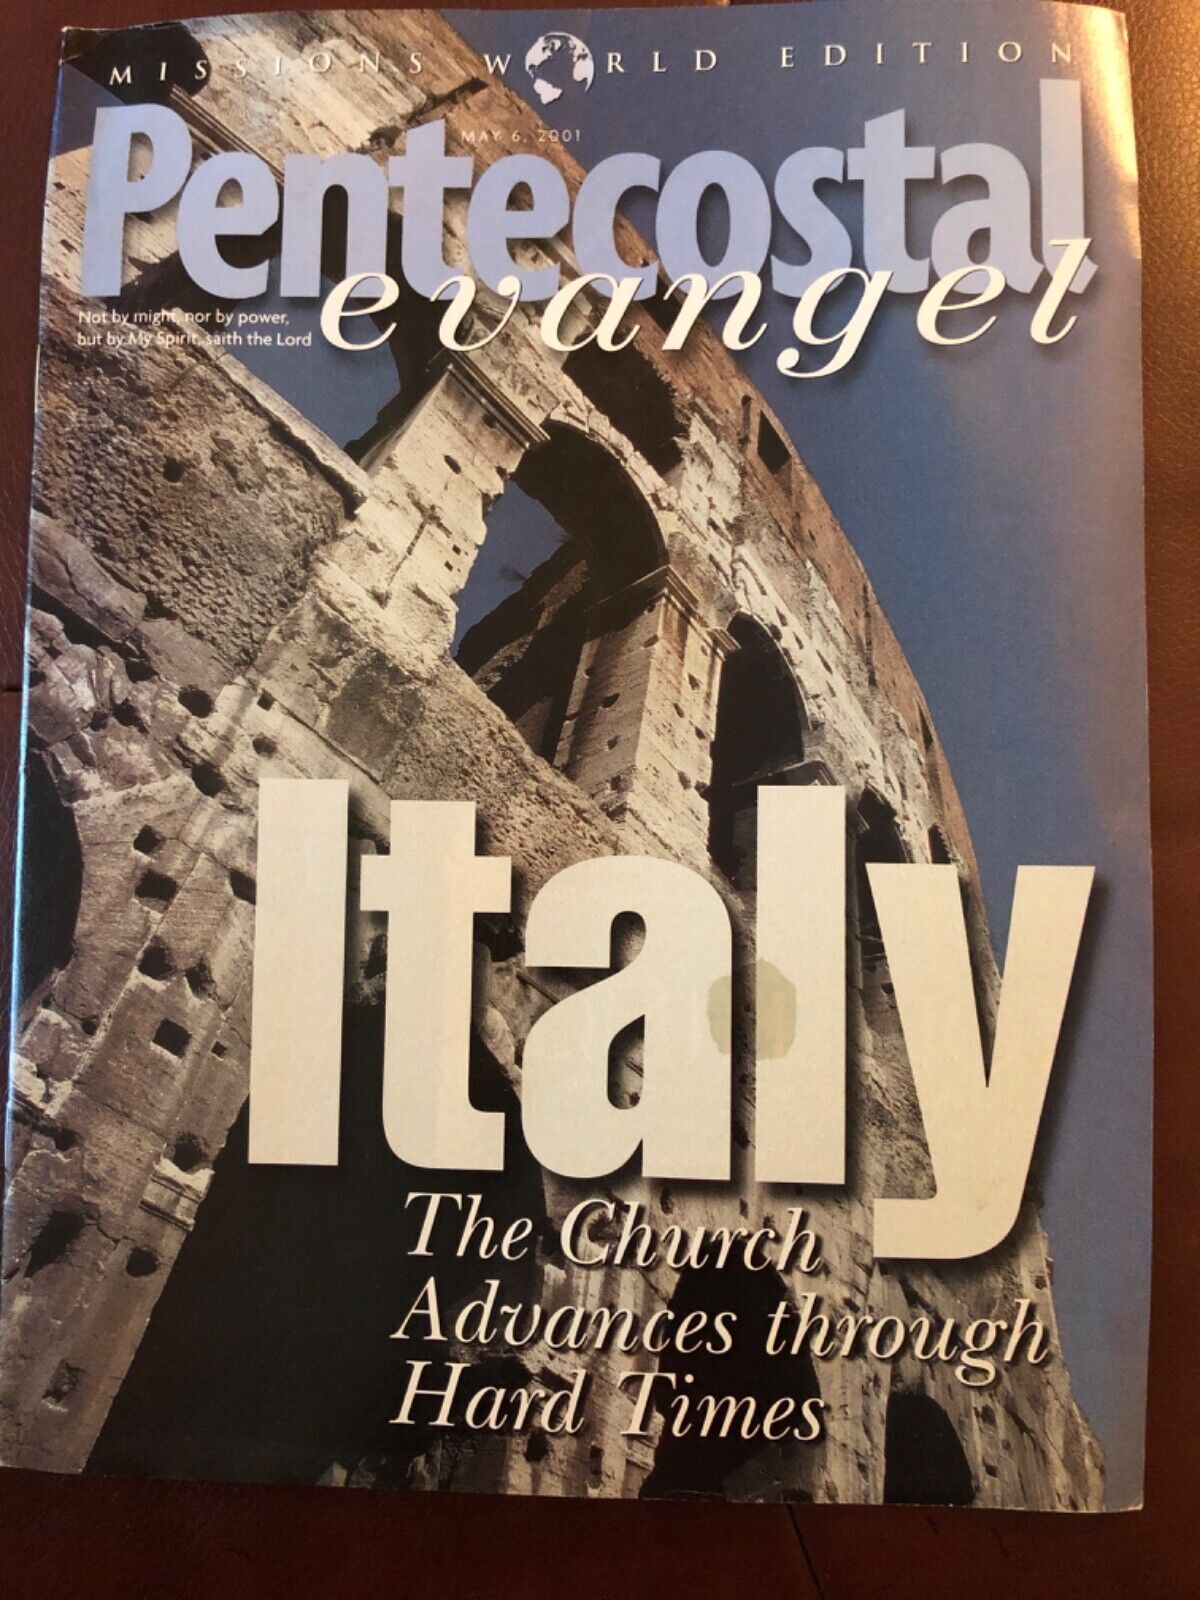 MISSIONS WORLD EDITION
MAY 6, 2001
Pentecostal
evangel
Not by might, nor by power,
but by My Spirit, saith the Lord
Italy
The Church
Advances through
Hard Times